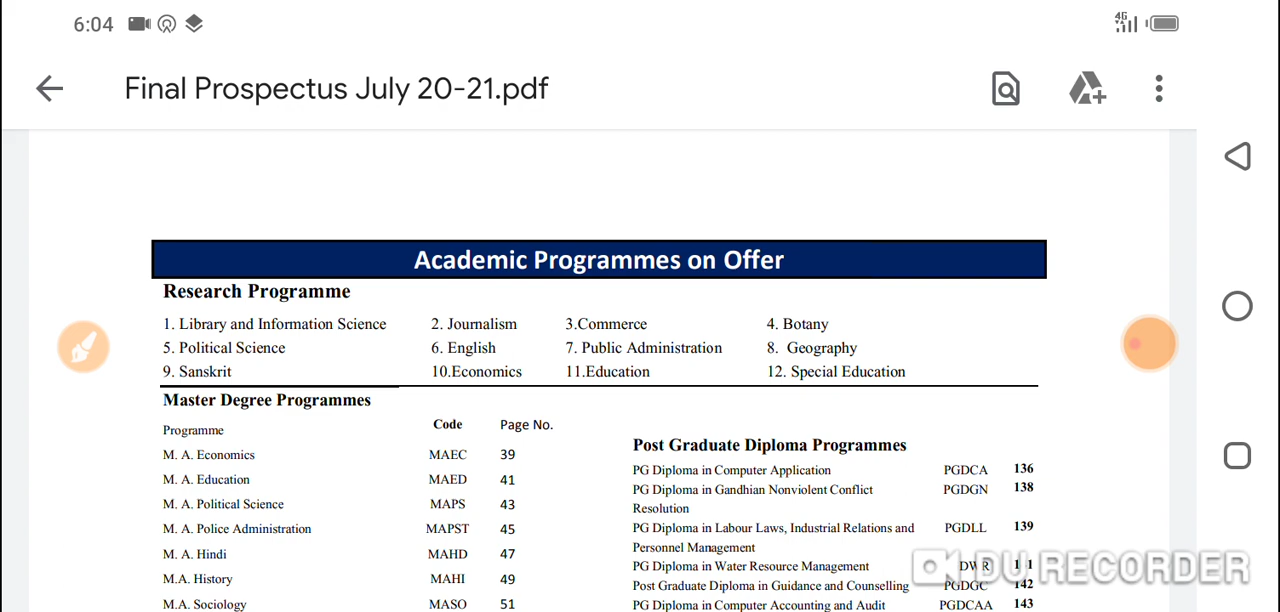 6:04
4G
Final Prospectus July 20-21.pdf
Academic Programmes on Offer
Research Programme
1. Library and Information Science 2. Journalism 3.Commerce 4. Botany
5. Political Science 6. English 7. Public Administration 8. Geography
9. Sanskrit 10.Economics 11.Education 12. Special Education
Master Degree Programmes
Programme Code Page No.
M. A. Economics MAEC 39
M. A. Education MAED 41
M. A. Political Science MAPS 43
M. A. Police Administration MAPST 45
M. A. Hindi MAHD 47
M.A. History MAHI 49
M.A. Sociology MASO 51
Post Graduate Diploma Programmes
PG Diploma in Computer Application PGDCA 136
PG Diploma in Gandhian Nonviolent Conflict PGDGN 138
Resolution
PG Diploma in Labour Laws, Industrial Relations and PGDLL 139
Personnel Management
PG Diploma in Water Resource Management
Post Graduate Diploma in Guidance and Counselling PGDGC 142
PG Diploma in Computer Accounting and Audit PGDCAA 143
DU RECORDER